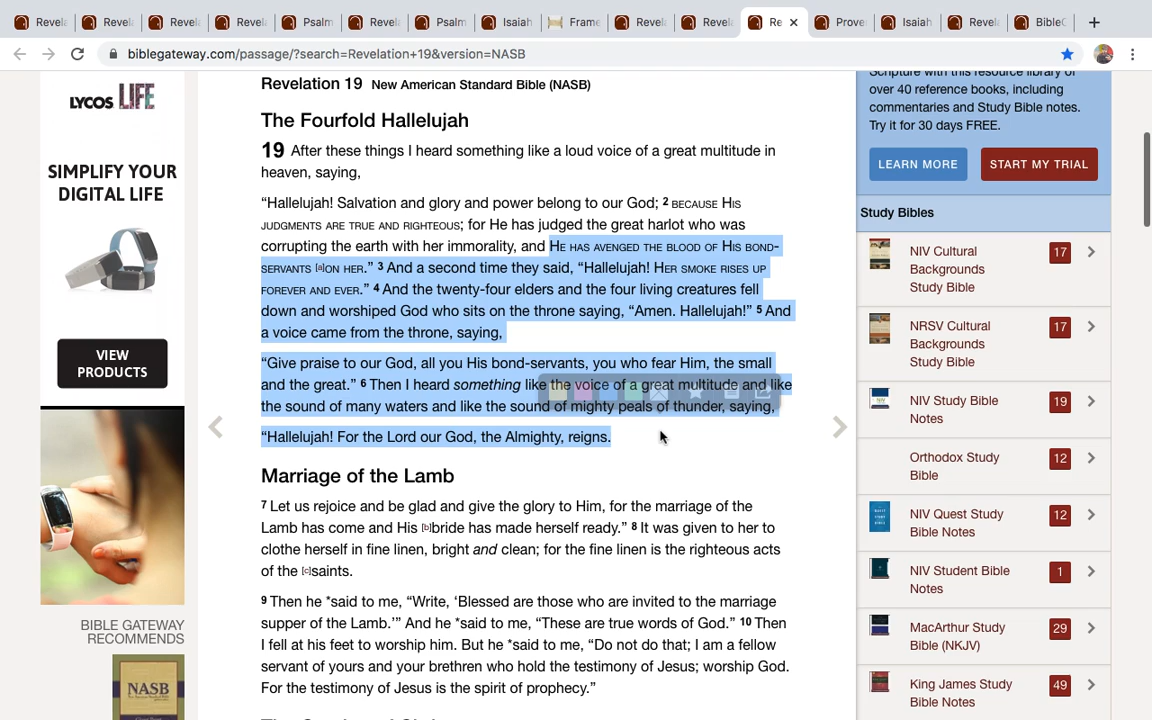 Revela
Revela
Revela
Revela
Psalm
Revela
Psalm
Isaiah
Frame
Revela
Revela
Re
Prove
Isaiah
Revela
BibleG
biblegateway.com/passage/?search=Revelation+19&version=NASB
LYCOS LIFE
SIMPLIFY YOUR
DIGITAL LIFE
VIEW
PRODUCTS
BIBLE GATEWAY
RECOMMENDS
NASB
Revelation 19 New American Standard Bible (NASB)
The Fourfold Hallelujah
19 After these things I heard something like a loud voice of a great multitude in
heaven, saying,
“Hallelujah! Salvation and glory and power belong to our God; 2 BECAUSE HIS
JUDGMENTS ARE TRUE AND RIGHTEOUS; for He has judged the great harlot who was
corrupting the earth with her immorality, and HE HAS AVENGED THE BLOOD OF HIS BOND-
SERVANTS [a]ON HER.” 3 And a second time they said, “Hallelujah! HER SMOKE RISES UP
FOREVER AND EVER.” 4 And the twenty-four elders and the four living creatures fell
down and worshiped God who sits on the throne saying, “Amen. Hallelujah!” 5 And
a voice came from the throne, saying,
“Give praise to our God, all you His bond-servants, you who fear Him, the small
and the great.” 6 Then I heard something like the voice of a great multitude and like
the sound of many waters and like the sound of mighty peals of thunder, saying,
“Hallelujah! For the Lord our God, the Almighty, reigns.
Marriage of the Lamb
7 Let us rejoice and be glad and give the glory to Him, for the marriage of the
Lamb has come and His [b]bride has made herself ready.” 8 It was given to her to
clothe herself in fine linen, bright and clean; for the fine linen is the righteous acts
of the [c]saints.
9 Then he *said to me, “Write, ‘Blessed are those who are invited to the marriage
supper of the Lamb.’” And he *said to me, “These are true words of God.” 10 Then
I fell at his feet to worship him. But he *said to me, “Do not do that; I am a fellow
servant of yours and your brethren who hold the testimony of Jesus; worship God.
For the testimony of Jesus is the spirit of prophecy.”
Scripture with this resource library of
over 40 reference books, including
commentaries and Study Bible notes.
Try it for 30 days FREE.
LEARN MORE
START MY TRIAL
Study Bibles
NIV Cultural
Backgrounds
Study Bible
17
NRSV Cultural
Backgrounds
Study Bible
17
NIV Study Bible
Notes
19
Orthodox Study
Bible
12
NIV Quest Study
Bible Notes
12
NIV Student Bible
Notes
1
MacArthur Study
Bible (NKJV)
29
King James Study
Bible Notes
49